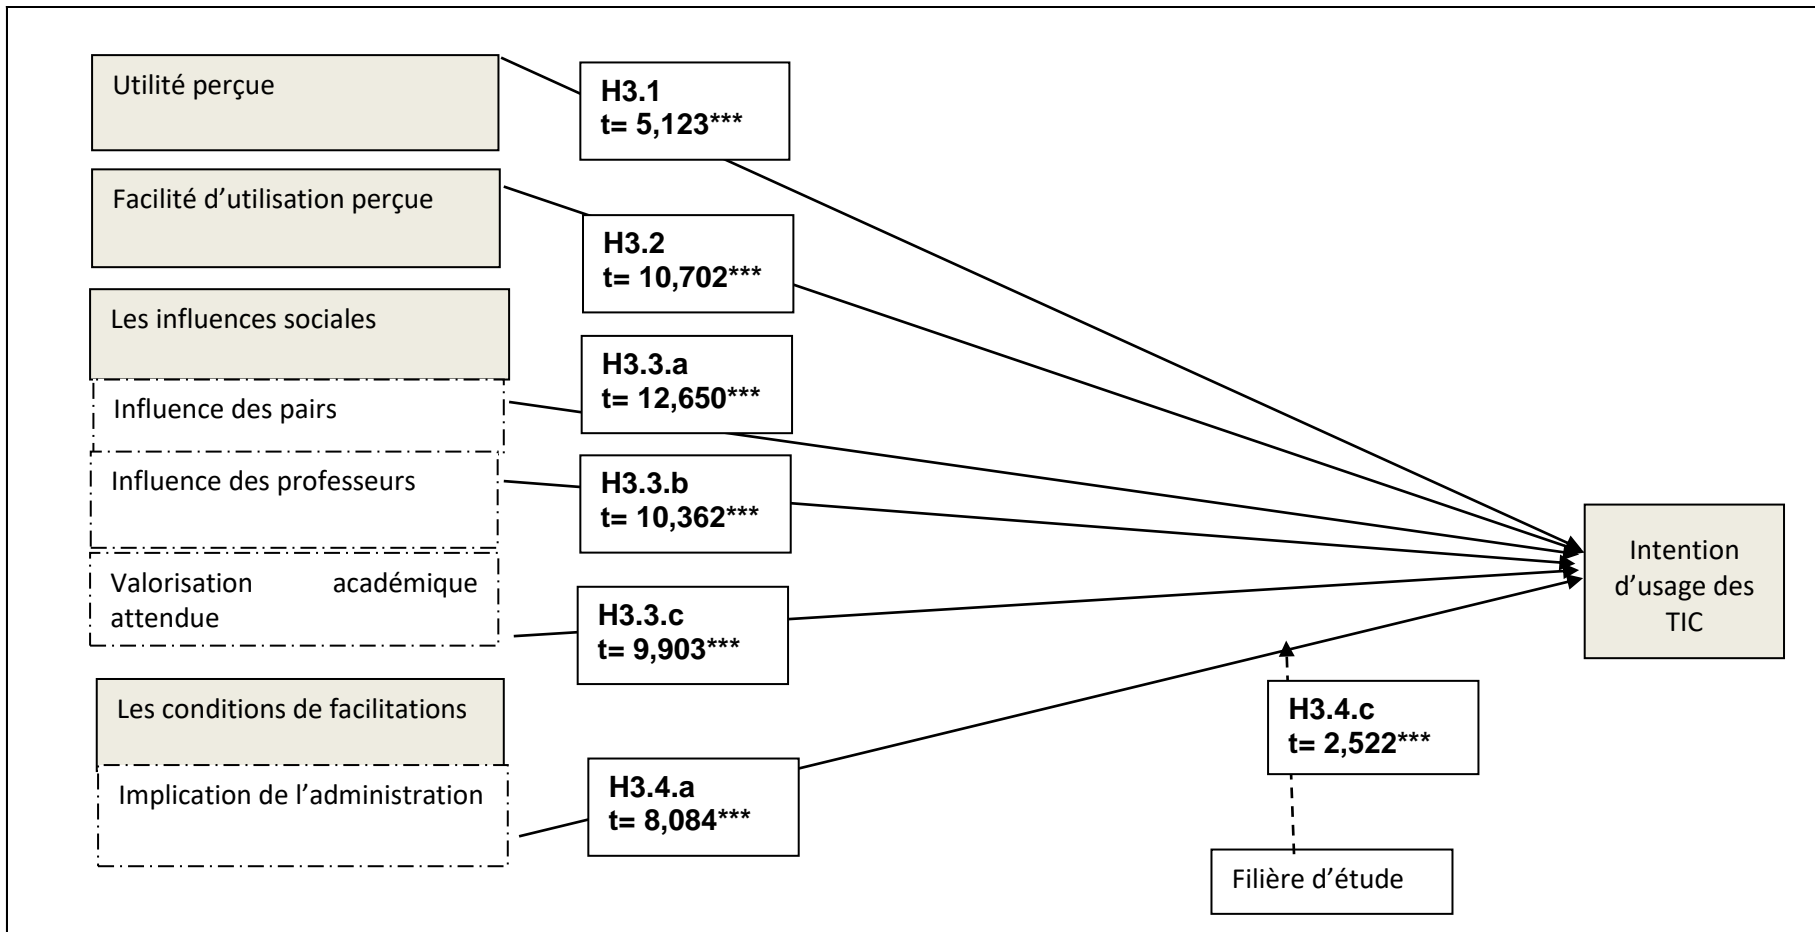 Utilité perçue
H3.1
t= 5,123***
Facilité d’utilisation perçue
H3.2
t= 10,702***
Les influences sociales
H3.3.a
t= 12,650***
Influence des pairs
Influence des professeurs
H3.3.b
t= 10,362***
Valorisation académique
attendue
H3.3.c
t= 9,903***
Intention
d’usage des
TIC
Les conditions de facilitations
H3.4.c
t= 2,522***
Implication de l’administration
H3.4.a
t= 8,084***
Filière d’étude